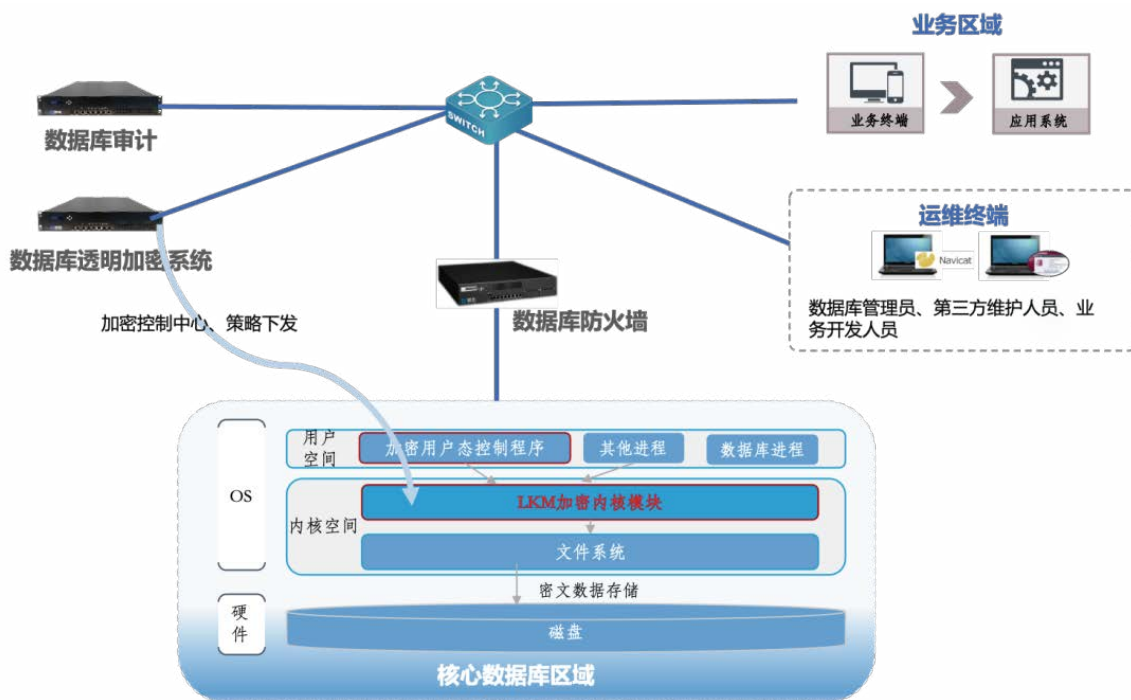 业务区域
业务终端
应用系统
SWITCH
数据库审计
数据库透明加密系统
运维终端
Navicat
数据库管理员、第三方维护人员、业
务开发人员
数据库防火墙
加密控制中心、策略下发
OS
用户
空间
加密用户态控制程序
其他进程
数据库进程
内核空间
LKM加密内核模块
文件系统
密文数据存储
硬
件
磁盘
核心数据库区域